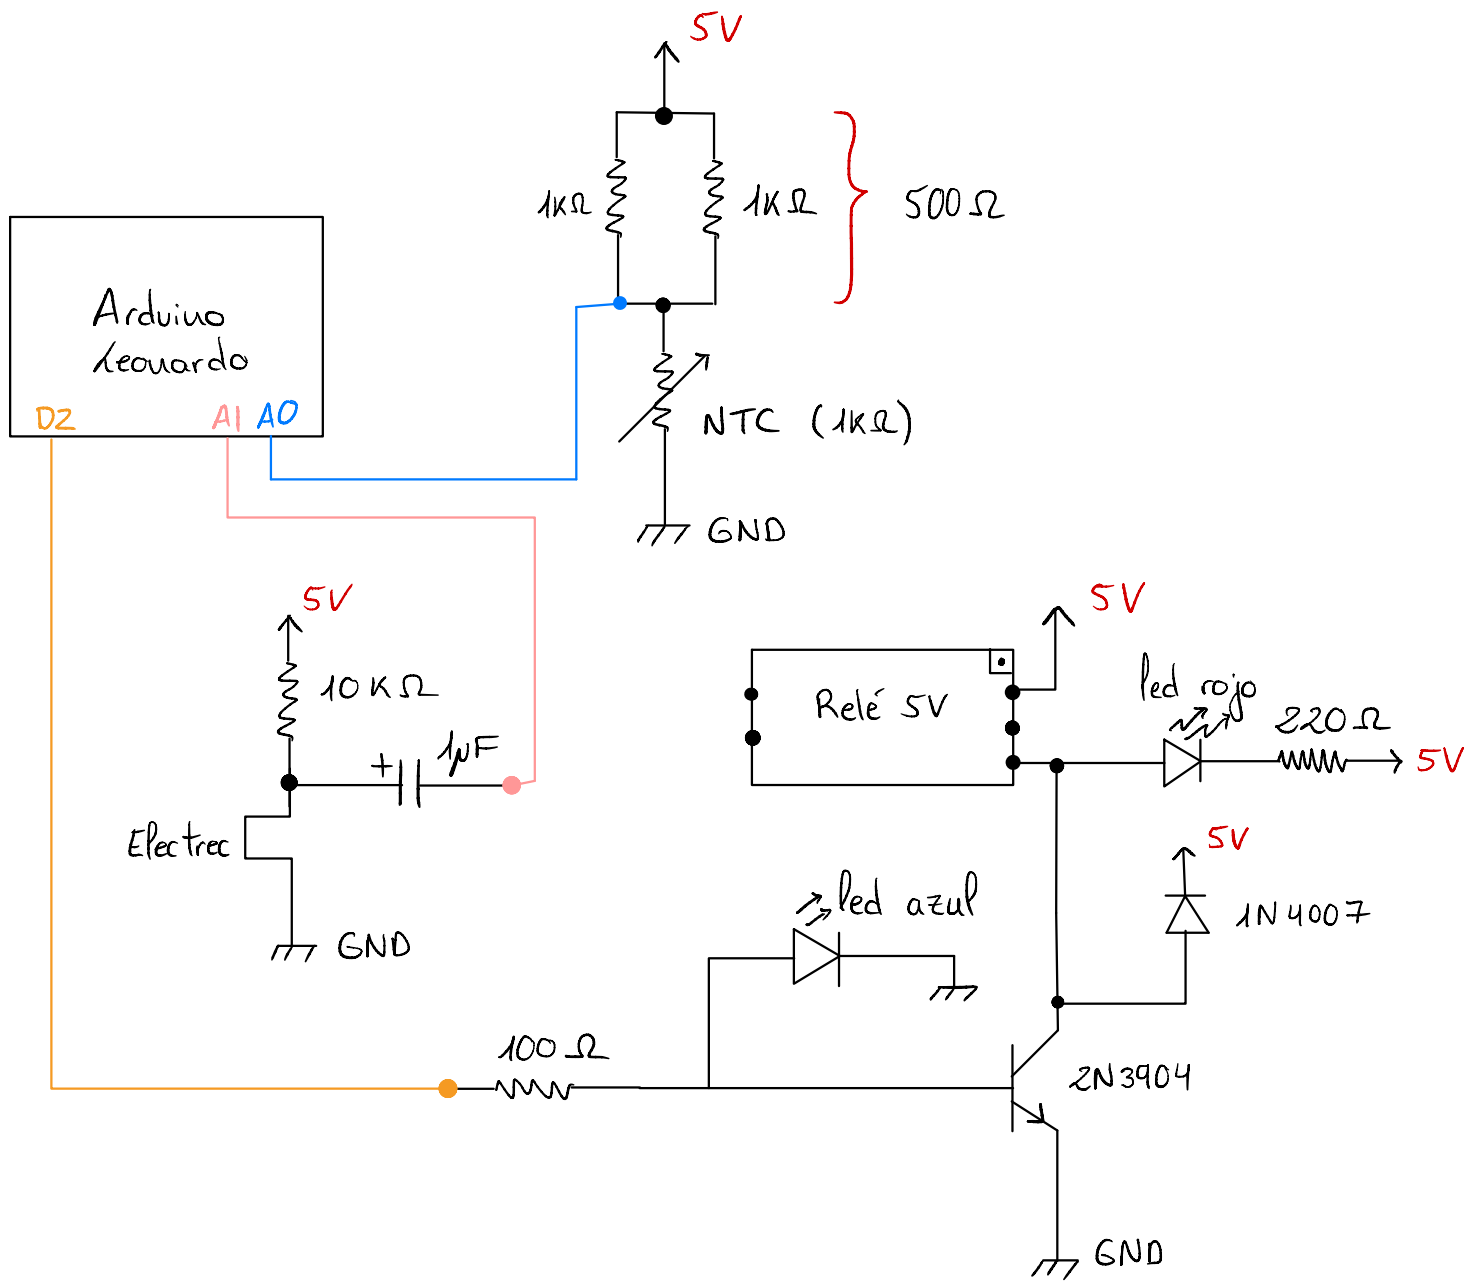 5V
1KΩ
1KΩ
500Ω
Arduino
Leonardo
D2
A1
A0
NTC (1KΩ)
GND
5V
10KΩ
+
1μF
Electrec
GND
5V
Relé 5V
led rojo
220Ω
5V
5V
1N4007
led azul
100Ω
2N3904
GND